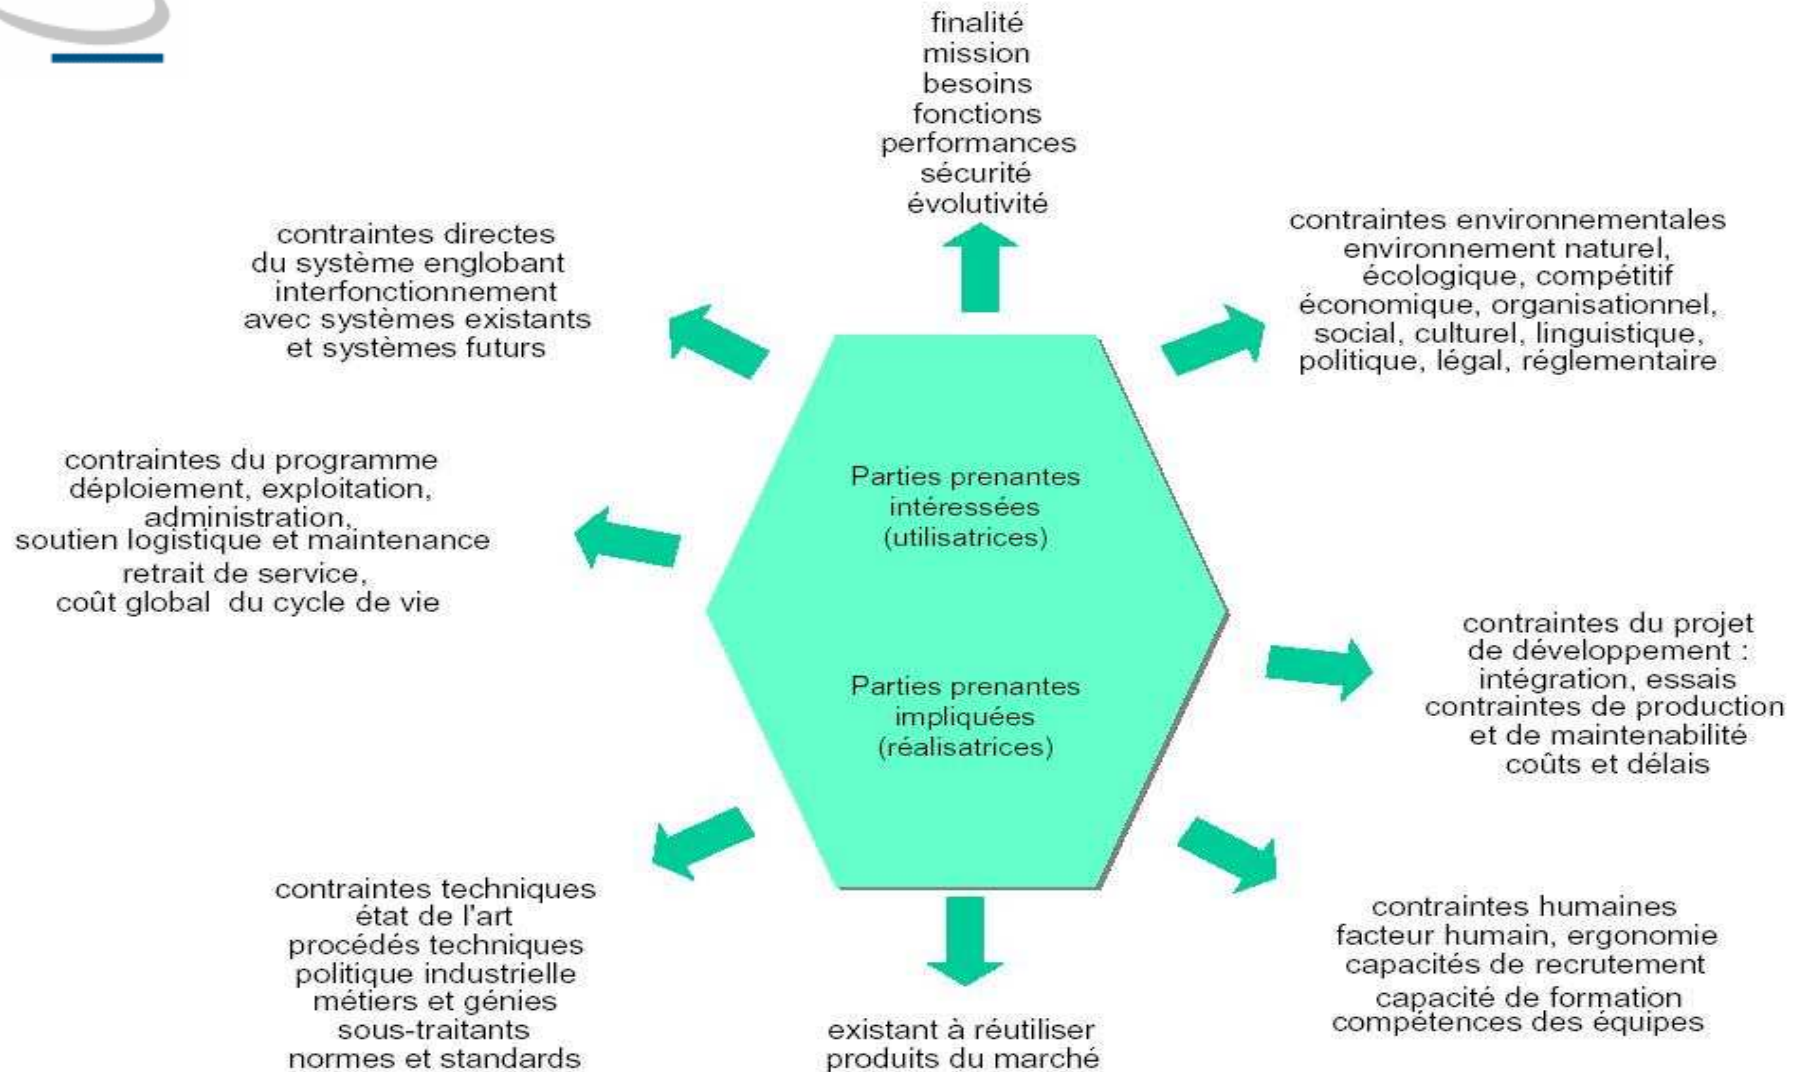 finalité
mission
besoins
fonctions
performances
sécurité
évolutivité
contraintes directes
du système englobant
interfonctionnement
avec systèmes existants
et systèmes futurs
contraintes environnementales
environnement naturel,
écologique, compétitif
économique, organisationnel,
social, culturel, linguistique,
politique, légal, réglementaire
contraintes du programme
déploiement, exploitation,
administration,
soutien logistique et maintenance
retrait de service,
coût global du cycle de vie
Parties prenantes
intéressées
(utilisatrices)
Parties prenantes
impliquées
(réalisatrices)
contraintes du projet
de développement :
intégration, essais
contraintes de production
et de maintenabilité
coûts et délais
contraintes techniques
état de l'art
procédés techniques
politique industrielle
métiers et génies
sous-traitants
normes et standards
existant à réutiliser
produits du marché
contraintes humaines
facteur humain, ergonomie
capacités de recrutement
capacité de formation
compétences des équipes